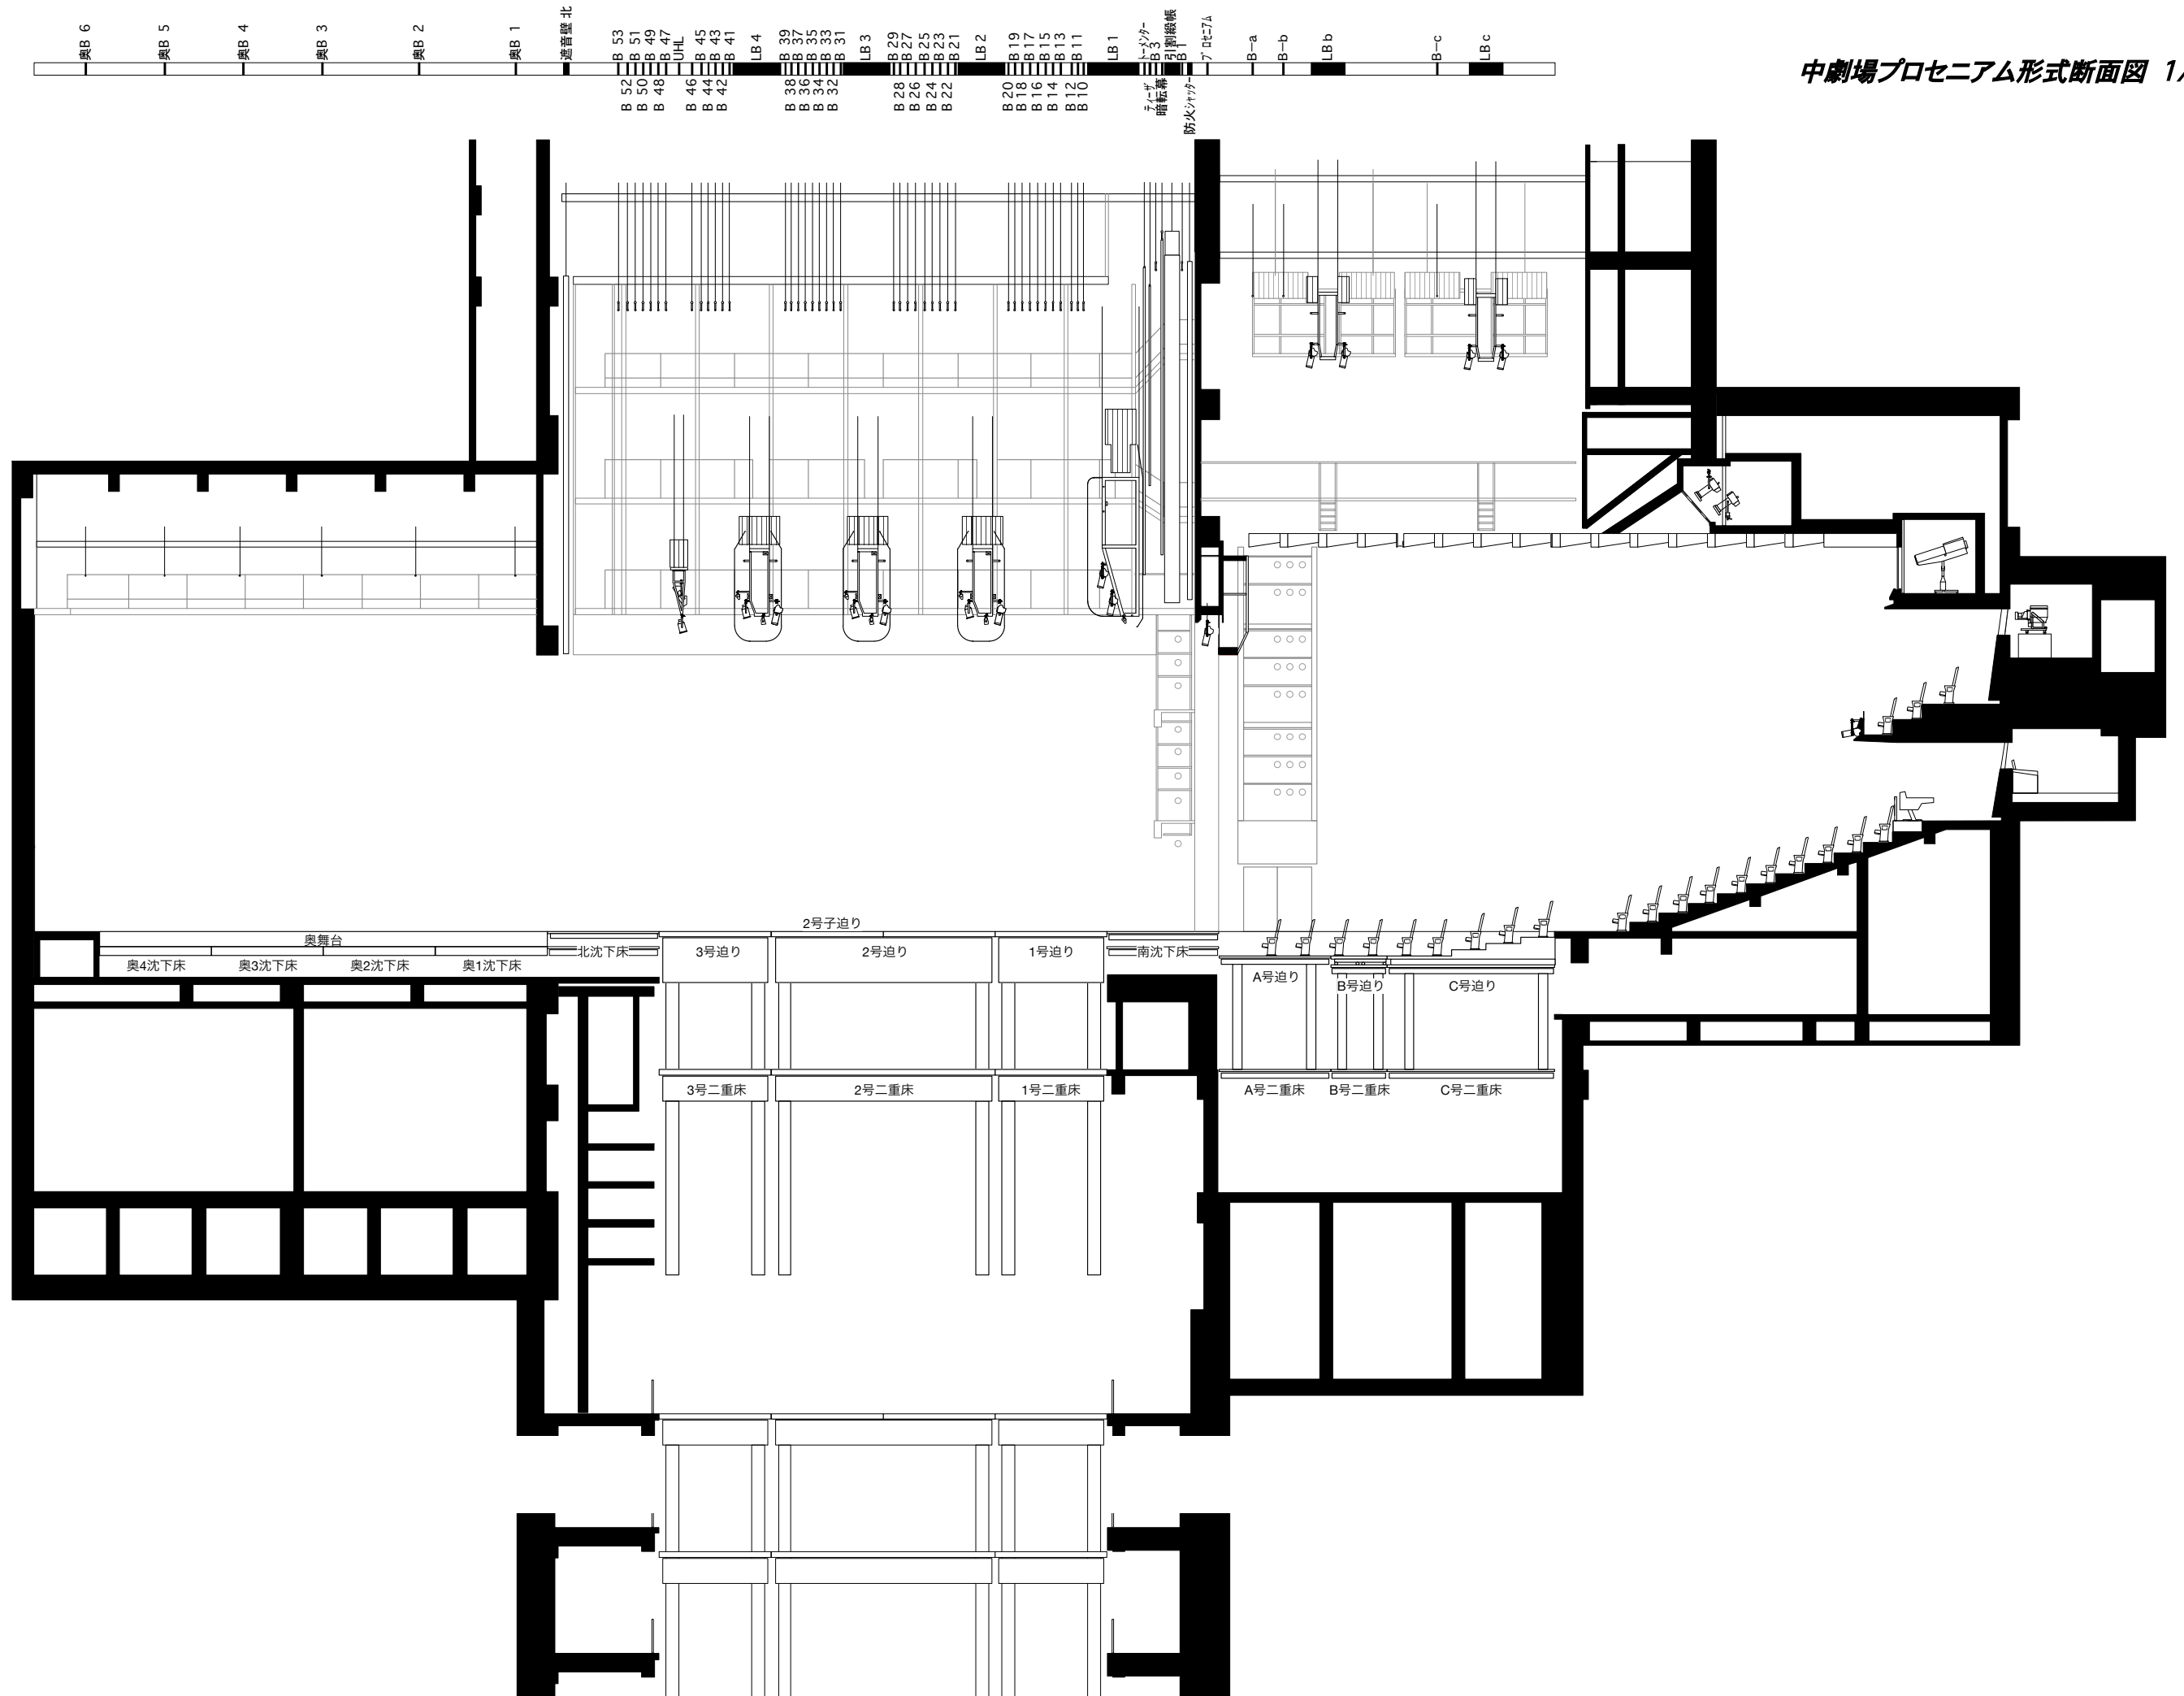 中劇場プロセニアム形式断面図 1/
奥B 6
奥B 5
奥B 4
奥B 3
奥B 2
奥B 1
遮音壁 北
B 53
B 52
B 51
B 50
B 49
B 48
B 47
UHL
B 46
B 45
B 44
B 43
B 42
B 41
LB 4
B 39
B 38
B 37
B 36
B 35
B 34
B 33
B 32
B 31
LB 3
B 29
B 28
B 27
B 26
B 25
B 24
B 23
B 22
B 21
LB 2
B 20
B 19
B 18
B 17
B 16
B 15
B 14
B 13
B 12
B 11
B 10
LB 1
トーメンター
ティーザ
B 3
暗転幕
引割緞帳
B 1
防火シャッター
プロセニアム
B−a
B−b
LB b
B−c
LB c
2号子迫り
奥舞台
北沈下床
3号迫り
2号迫り
1号迫り
南沈下床
奥4沈下床
奥3沈下床
奥2沈下床
奥1沈下床
A号迫り
B号迫り
C号迫り
3号二重床
2号二重床
1号二重床
A号二重床
B号二重床
C号二重床